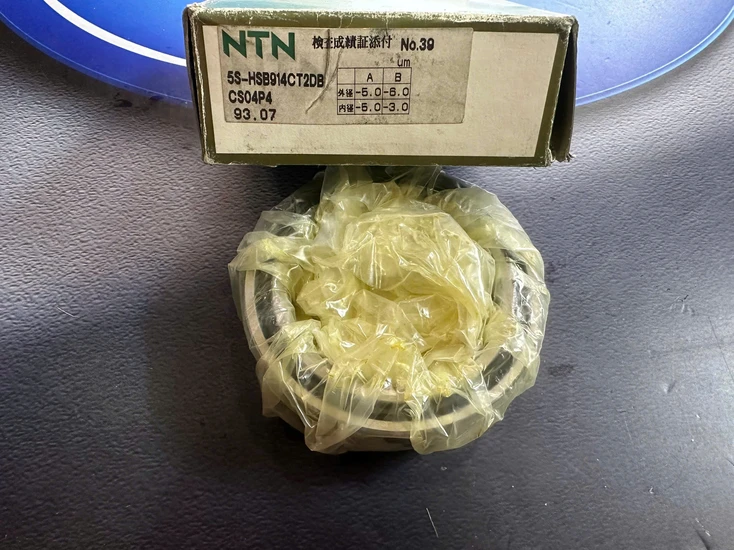 NTN 検査成績証添付 No.39
5S-HSB914CT2DB
CS04P4
93.07
μm
A B
外径 -5.0 -6.0
内径 -5.0 -3.0